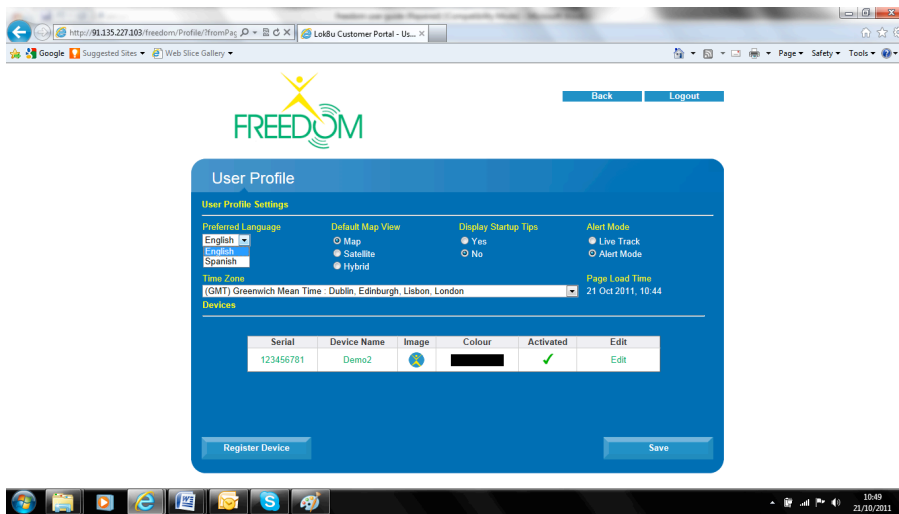 http://91.135.227.103/freedom/Profile/?fromPag
Lok8u Customer Portal - Us...
Google Suggested Sites Web Slice Gallery
Page Safety Tools
Back Logout
FREEDOM
User Profile
User Profile Settings
Preferred Language Default Map View Display Startup Tips Alert Mode
English Map Yes Live Track
English Satellite No Alert Mode
Spanish Hybrid
Time Zone Page Load Time
(GMT) Greenwich Mean Time : Dublin, Edinburgh, Lisbon, London 21 Oct 2011, 10:44
Devices
Serial Device Name Image Colour Activated Edit
123456781 Demo2 Edit
Register Device Save
10:49
21/10/2011